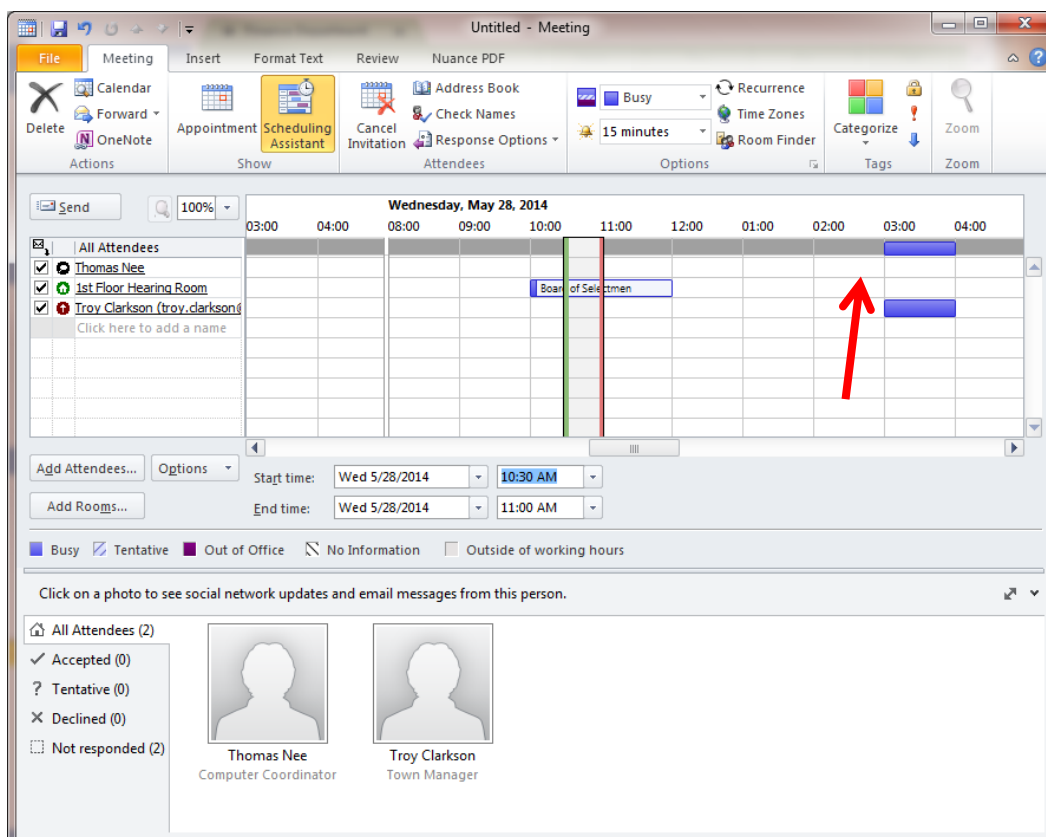 Untitled - Meeting
File Meeting Insert Format Text Review Nuance PDF
Delete
Calendar
Forward
OneNote
Actions
Appointment
Scheduling Assistant
Show
Cancel Invitation
Address Book
Check Names
Response Options
Attendees
Busy
15 minutes
Recurrence
Time Zones
Room Finder
Options
Categorize
Tags
Zoom
Zoom
Send 100%
Wednesday, May 28, 2014
03:00 04:00 08:00 09:00 10:00 11:00 12:00 01:00 02:00 03:00 04:00
All Attendees
Thomas Nee
1st Floor Hearing Room
Board of Selectmen
Troy Clarkson (troy.clarkson@
Click here to add a name
Add Attendees... Options
Start time: Wed 5/28/2014 10:30 AM
Add Rooms...
End time: Wed 5/28/2014 11:00 AM
Busy Tentative Out of Office No Information Outside of working hours
Click on a photo to see social network updates and email messages from this person.
All Attendees (2)
Accepted (0)
Tentative (0)
Declined (0)
Not responded (2)
Thomas Nee
Computer Coordinator
Troy Clarkson
Town Manager